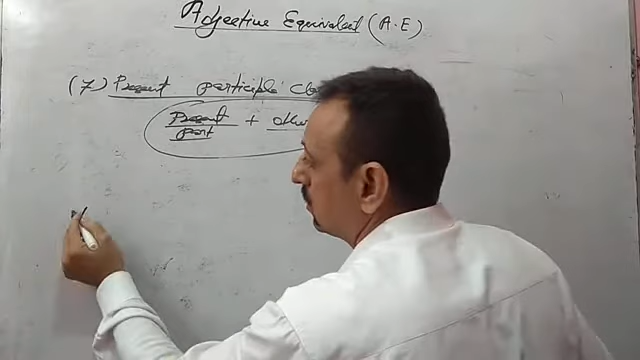 Adjective Equivalent (A.E)
(7) Present participle
Present +
part